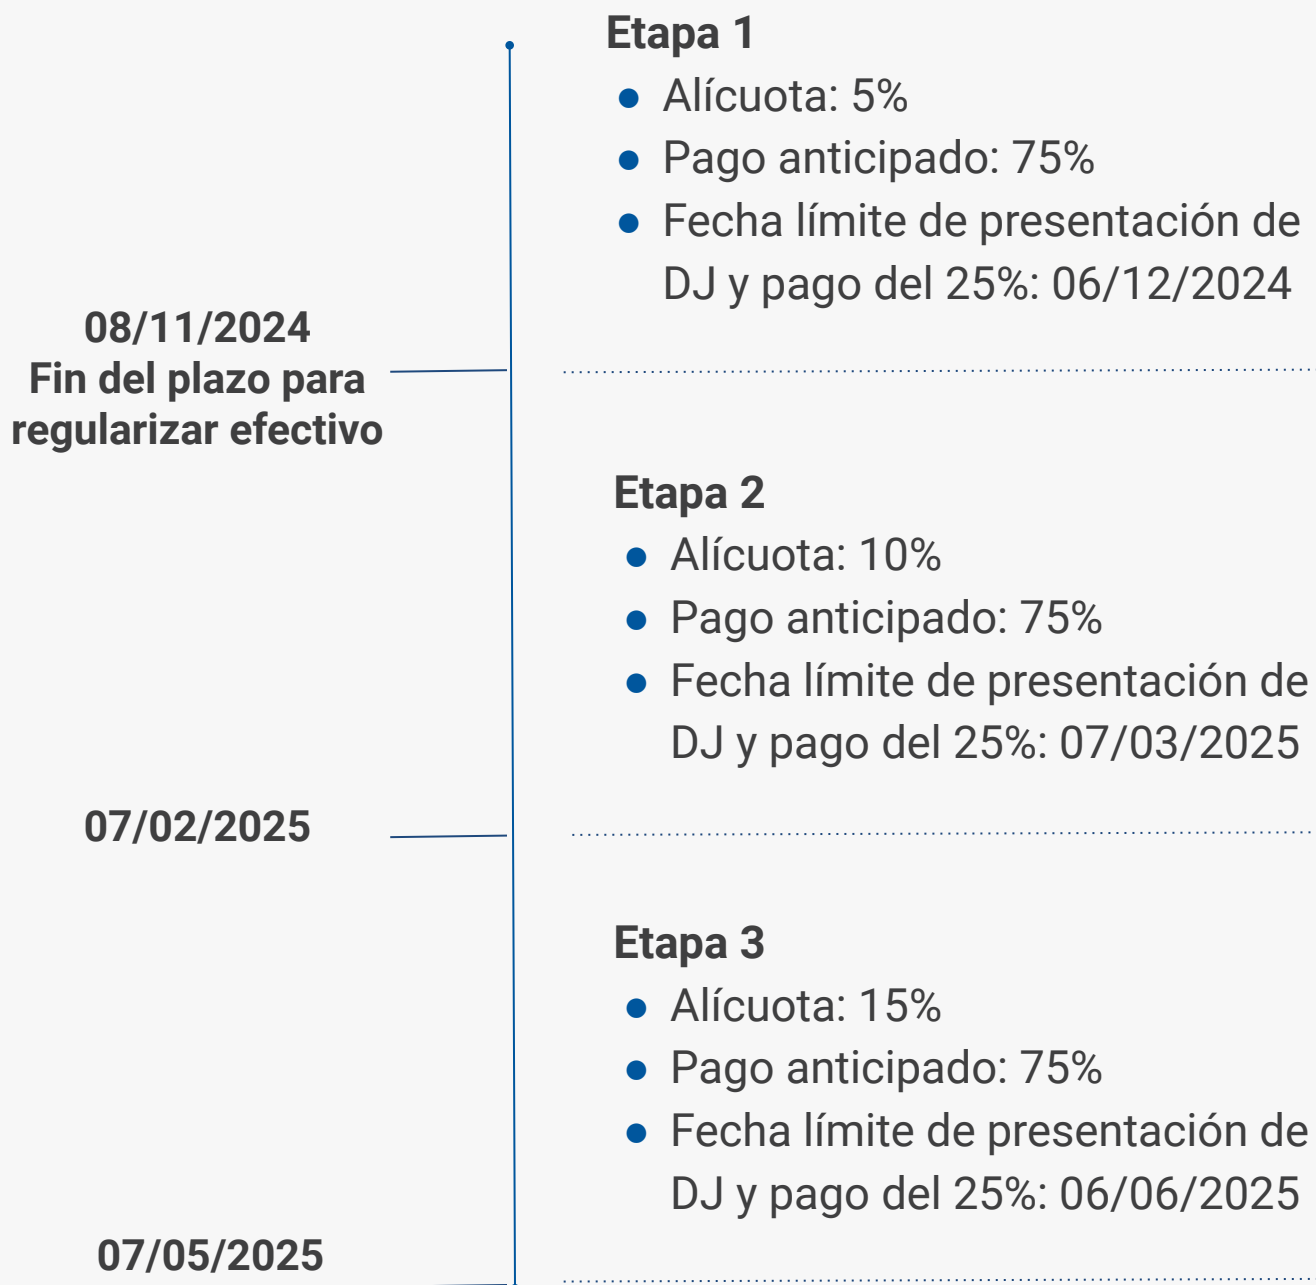 Etapa 1
● Alícuota: 5%
● Pago anticipado: 75%
● Fecha límite de presentación de
DJ y pago del 25%: 06/12/2024
08/11/2024
Fin del plazo para
regularizar efectivo
Etapa 2
● Alícuota: 10%
● Pago anticipado: 75%
● Fecha límite de presentación de
DJ y pago del 25%: 07/03/2025
07/02/2025
Etapa 3
● Alícuota: 15%
● Pago anticipado: 75%
● Fecha límite de presentación de
DJ y pago del 25%: 06/06/2025
07/05/2025